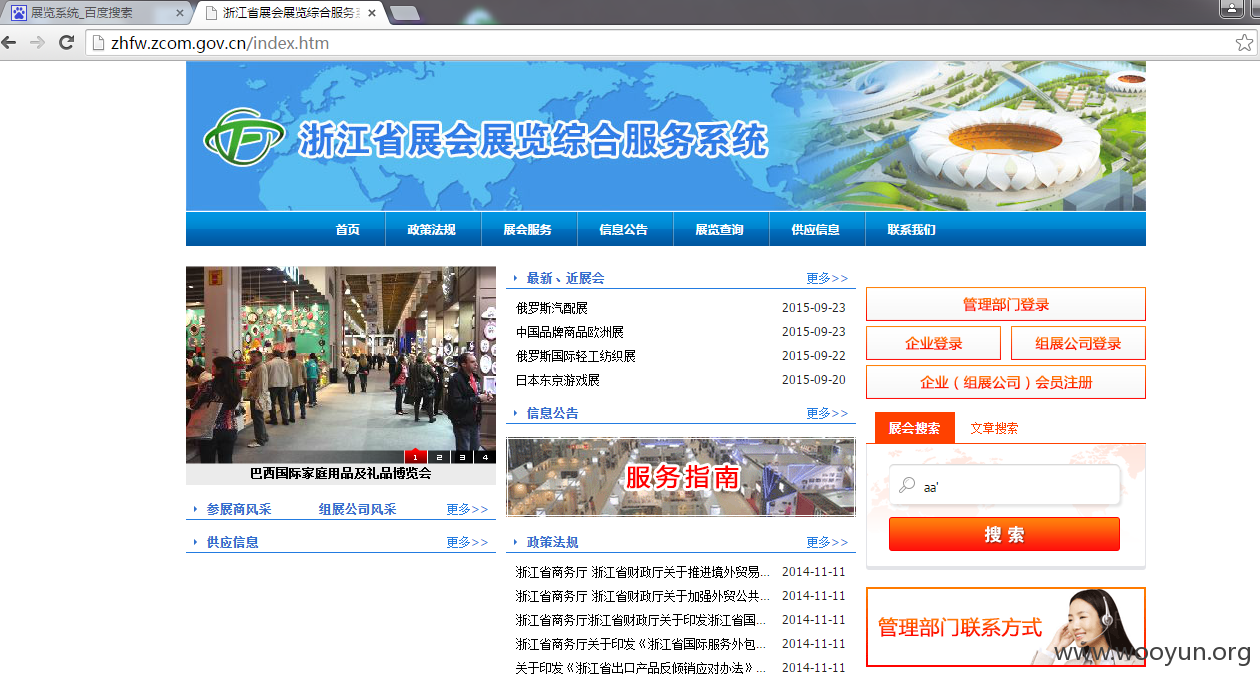 展览系统_百度搜索
浙江省展会展览综合服务
zhfw.zcom.gov.cn/index.htm
浙江省展会展览综合服务系统
首页 政策法规 展会服务 信息公告 展览查询 供应信息 联系我们
1 2 3 4
巴西国际家庭用品及礼品博览会
参展商风采 组展公司风采 更多>>
供应信息 更多>>
最新、近展会 更多>>
俄罗斯汽配展 2015-09-23
中国品牌商品欧洲展 2015-09-23
俄罗斯国际轻工纺织展 2015-09-22
日本东京游戏展 2015-09-20
信息公告 更多>>
服务指南
政策法规 更多>>
浙江省商务厅 浙江省财政厅关于推进境外贸易... 2014-11-11
浙江省商务厅 浙江省财政厅关于加强外贸公共... 2014-11-11
浙江省商务厅浙江省财政厅关于印发浙江省国... 2014-11-11
浙江省商务厅关于印发《浙江省国际服务外包... 2014-11-11
关于印发《浙江省出口产品反倾销应对办法》... 2014-11-11
管理部门登录
企业登录 组展公司登录
企业（组展公司）会员注册
展会搜索 文章搜索
aa'
搜 索
管理部门联系方式
www.wooyun.org